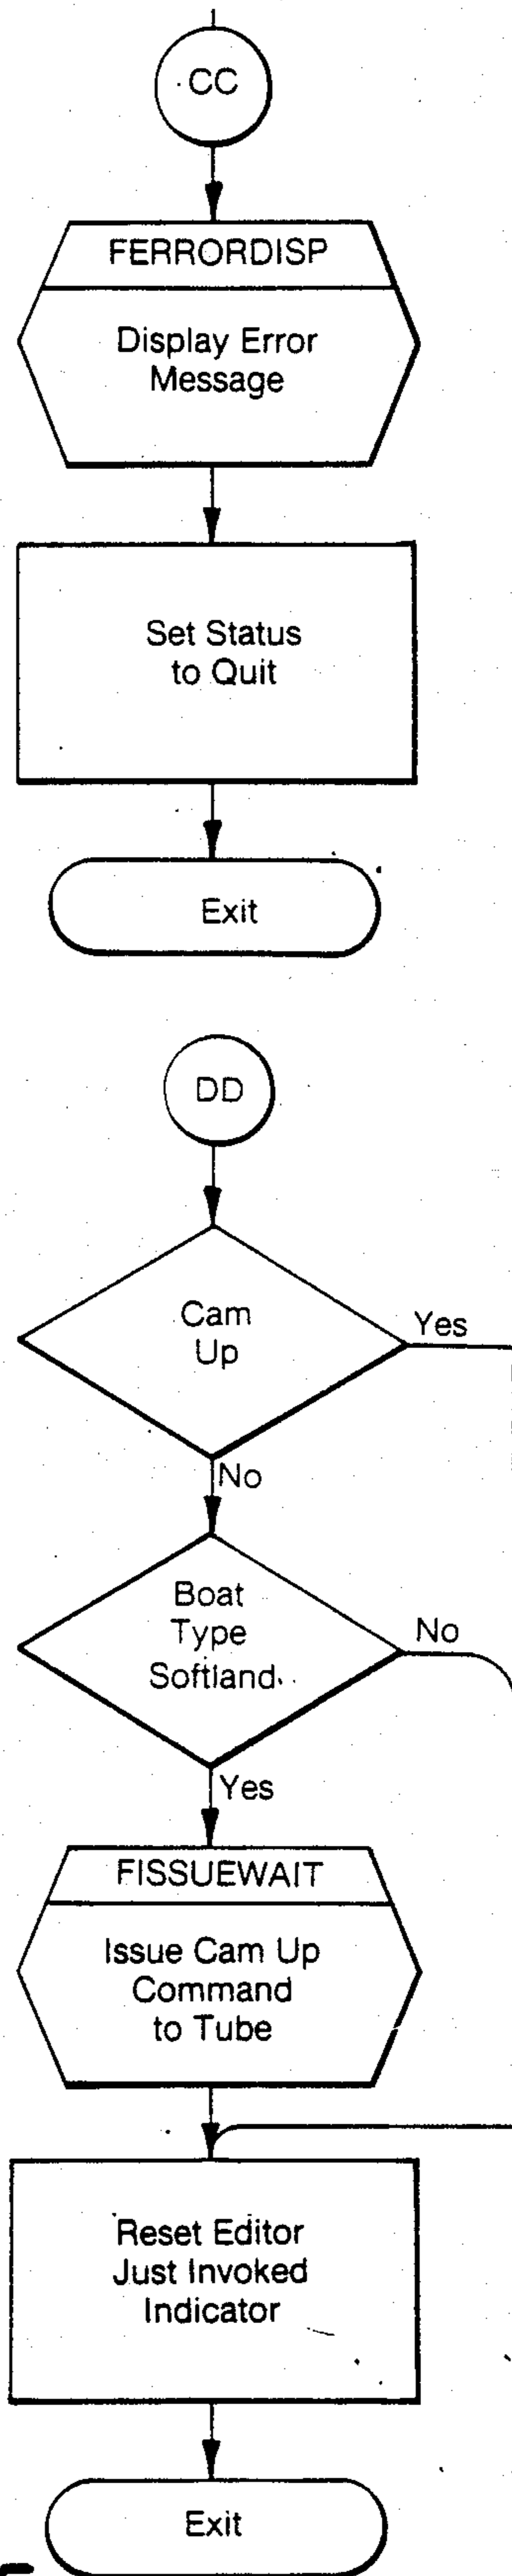 CC
FERRORDISP
Display Error
Message
Set Status
to Quit
Exit
DD
Cam
Up
Yes
No
Boat
Type
Softland
No
Yes
FISSUEWAIT
Issue Cam Up
Command
to Tube
Reset Editor
Just Invoked
Indicator
Exit